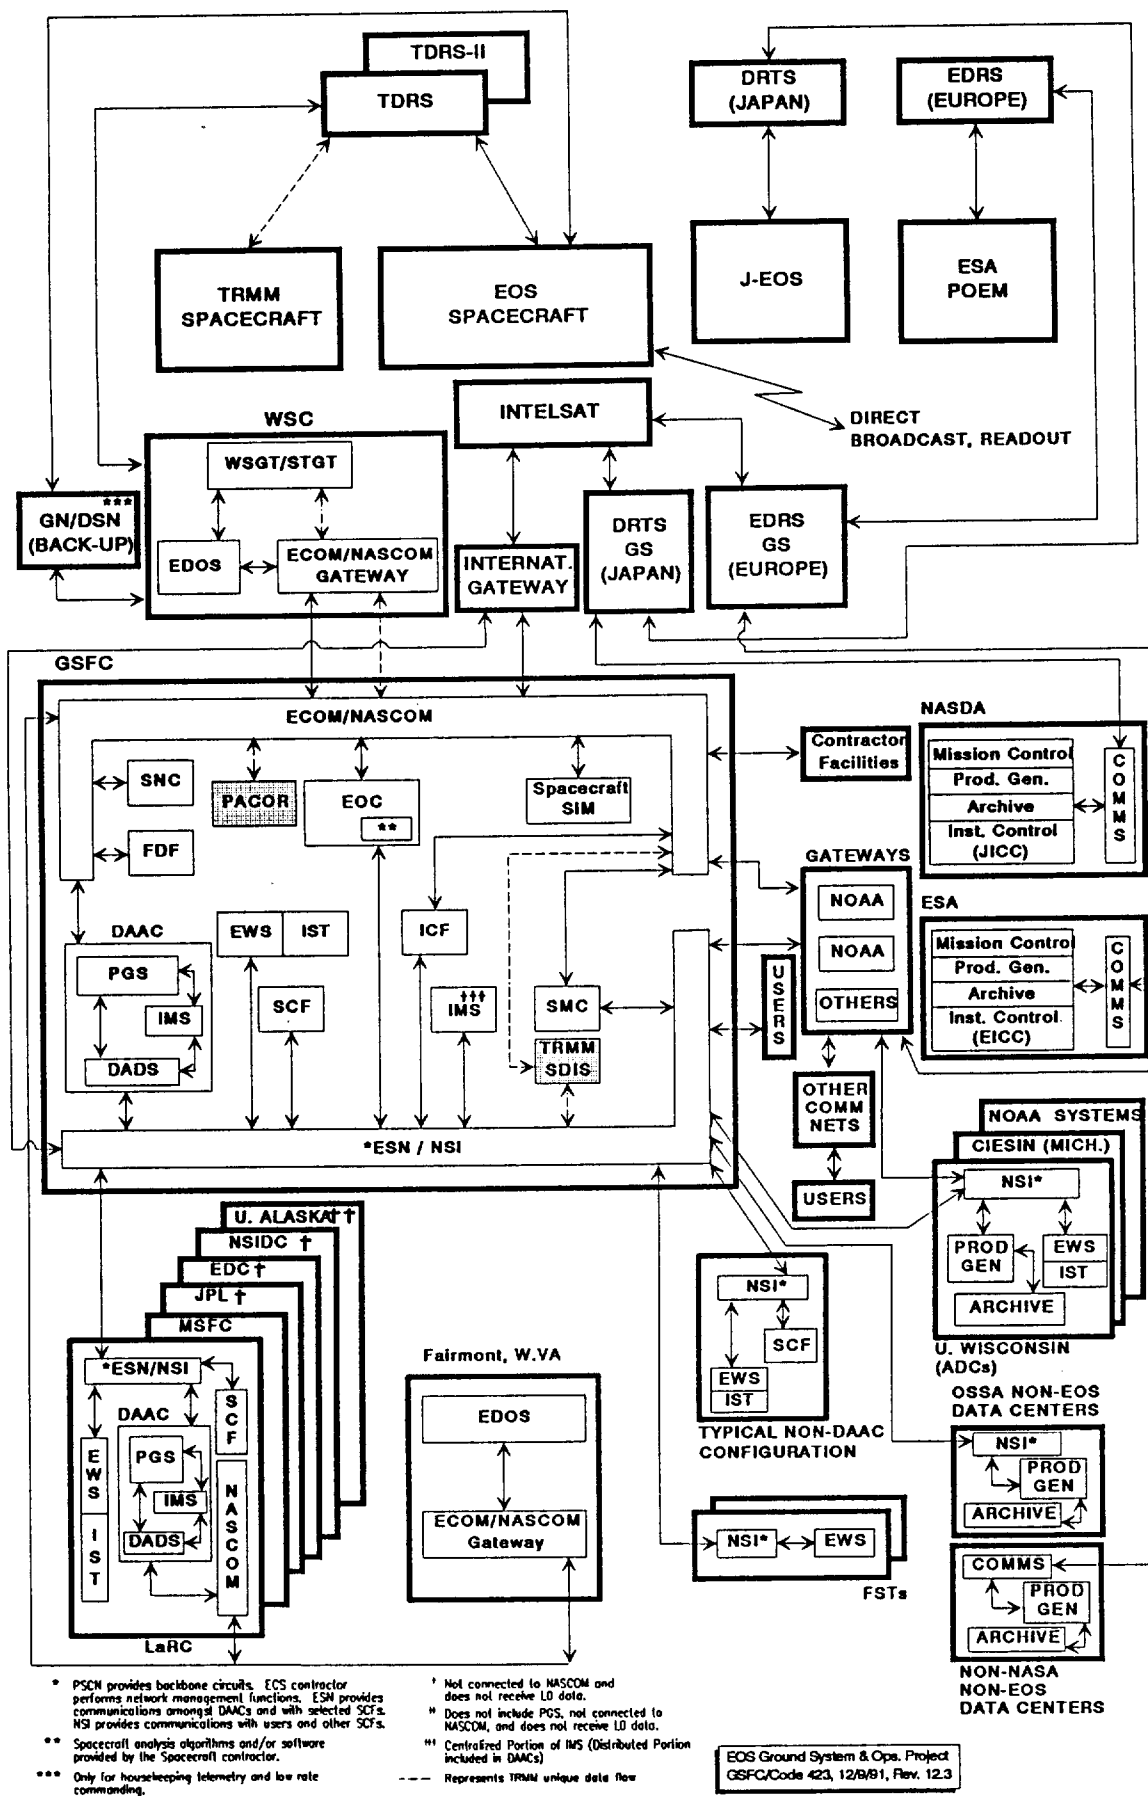 TDRS-II
TDRS
DRTS
(JAPAN)
EDRS
(EUROPE)
TRMM
SPACECRAFT
EOS
SPACECRAFT
J-EOS
ESA
POEM
INTELSAT
DIRECT
BROADCAST, READOUT
WSC
WSGT/STGT
EDOS
ECOM/NASCOM
GATEWAY
***
GN/DSN
(BACK-UP)
INTERNAT.
GATEWAY
DRTS
GS
(JAPAN)
EDRS
GS
(EUROPE)
GSFC
ECOM/NASCOM
SNC
PACOR
EOC
**
Spacecraft
SIM
FDF
DAAC
PGS
IMS
DADS
EWS IST
SCF
ICF
†††
IMS
SMC
TRMM
SDIS
*ESN / NSI
Contractor
Facilities
GATEWAYS
NOAA
NOAA
OTHERS
USERS
OTHER
COMM
NETS
USERS
NASDA
Mission Control
Prod. Gen.
Archive
Inst. Control
(JICC)
COMMS
ESA
Mission Control
Prod. Gen.
Archive
Inst. Control
(EICC)
COMMS
NOAA SYSTEMS
CIESIN (MICH.)
NSI*
PROD
GEN
EWS
IST
ARCHIVE
U. WISCONSIN
(ADCs)
U. ALASKA††
NSIDC †
EDC †
JPL †
MSFC
*ESN/NSI
SCF
DAAC
PGS
IMS
DADS
EWS
IST
NASCOM
LaRC
Fairmont, W.VA
EDOS
ECOM/NASCOM
Gateway
NSI*
SCF
EWS
IST
TYPICAL NON-DAAC
CONFIGURATION
NSI*
EWS
FSTs
OSSA NON-EOS
DATA CENTERS
NSI*
PROD
GEN
ARCHIVE
COMMS
PROD
GEN
ARCHIVE
NON-NASA
NON-EOS
DATA CENTERS
* PSCN provides backbone circuits. ECS contractor
performs network management functions. ESN provides
communications amongst DAACs and with selected SCFs.
NSI provides communications with users and other SCFs.
** Spacecraft analysis algorithms and/or software
provided by the Spacecraft contractor.
*** Only for housekeeping telemetry and low rate
commanding.
† Not connected to NASCOM and
does not receive L0 data.
†† Does not include PGS, not connected to
NASCOM, and does not receive L0 data.
††† Centralized Portion of IMS (Distributed Portion
included in DAACs)
--- Represents TRMM unique data flow
EOS Ground System & Ops. Project
GSFC/Code 423, 12/9/91, Rev. 12.3